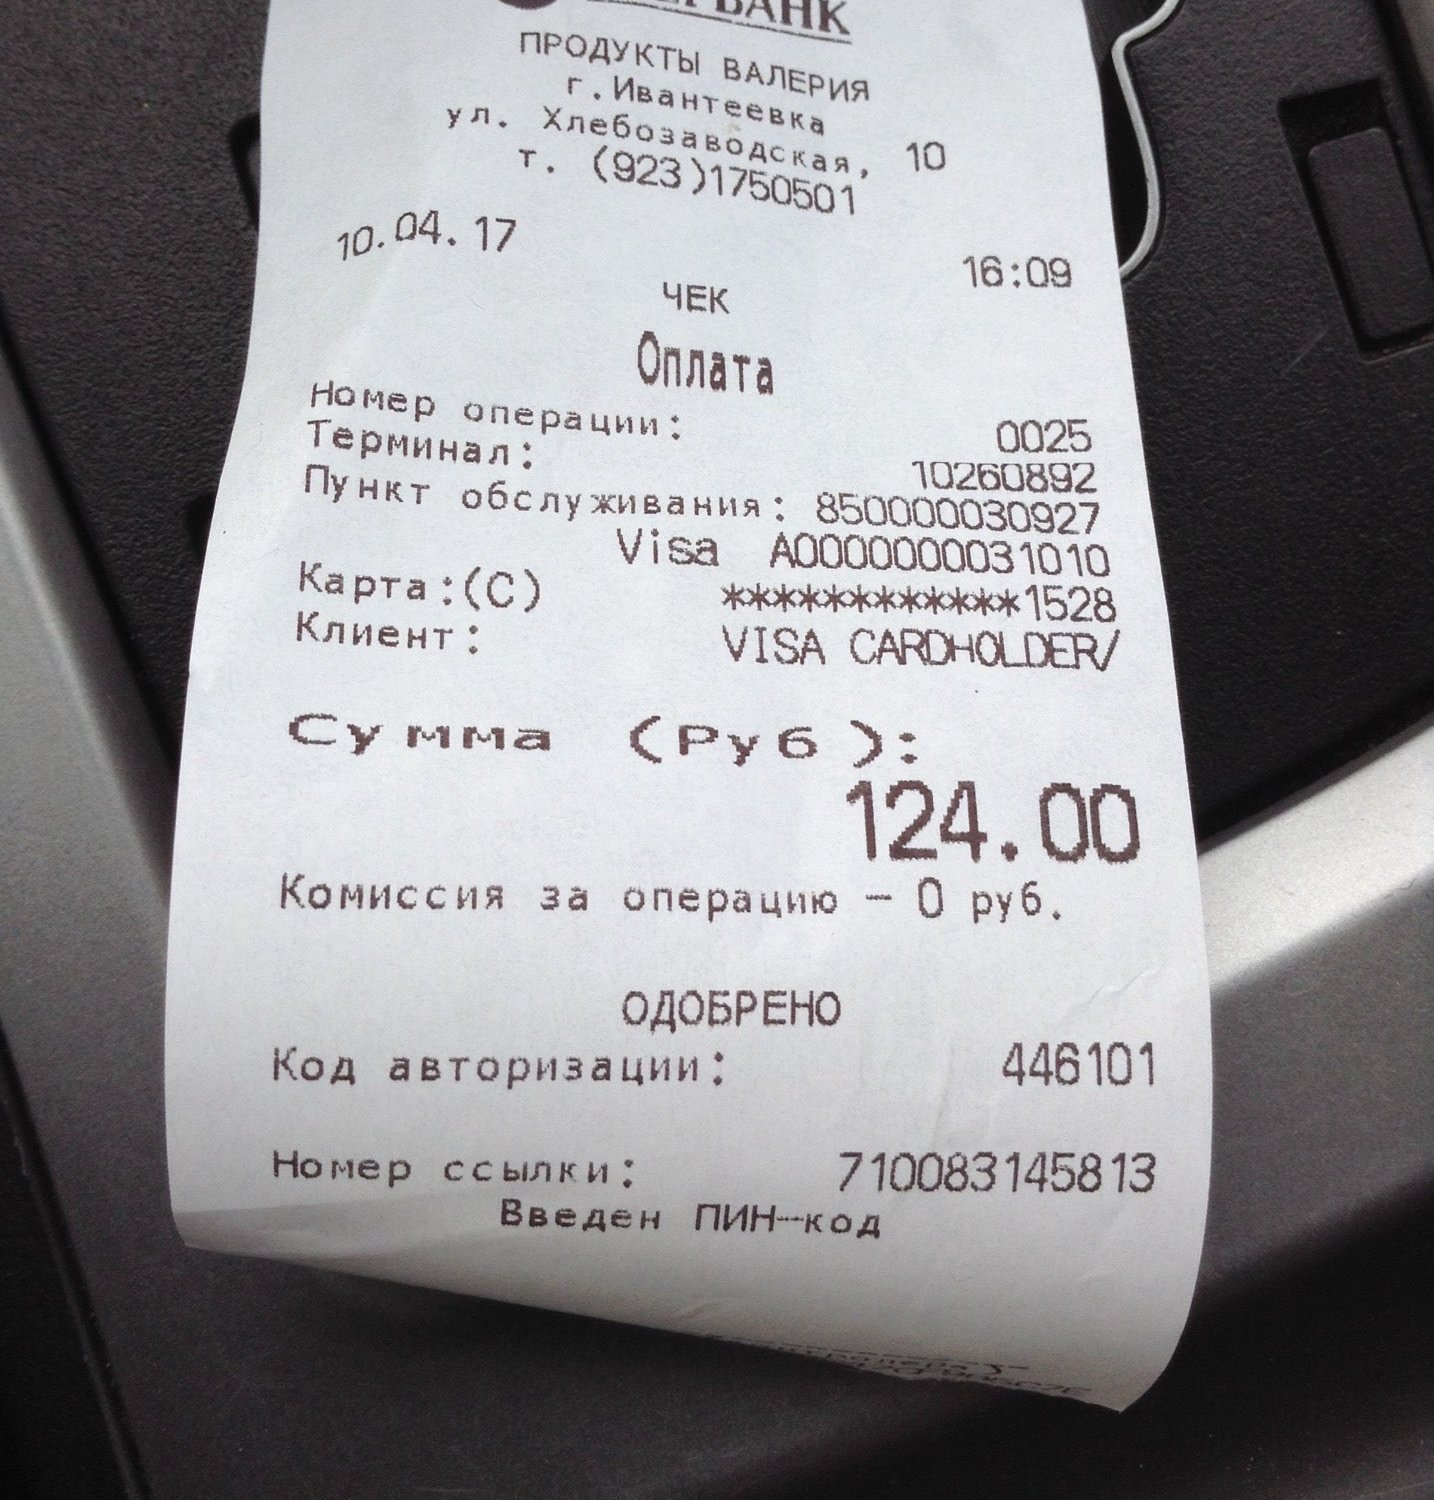 ПРОДУКТЫ ВАЛЕРИЯ
г.Ивантеевка
ул. Хлебозаводская, 10
т. (923)1750501
10.04.17 16:09
ЧЕК
Оплата
Номер операции: 0025
Терминал: 10260892
Пункт обслуживания: 850000030927
Visa A0000000031010
Карта:(C) ************1528
Клиент: VISA CARDHOLDER/
Сумма (Руб):
124.00
Комиссия за операцию – 0 руб.
ОДОБРЕНО
Код авторизации: 446101
Номер ссылки: 710083145813
Введен ПИН-код